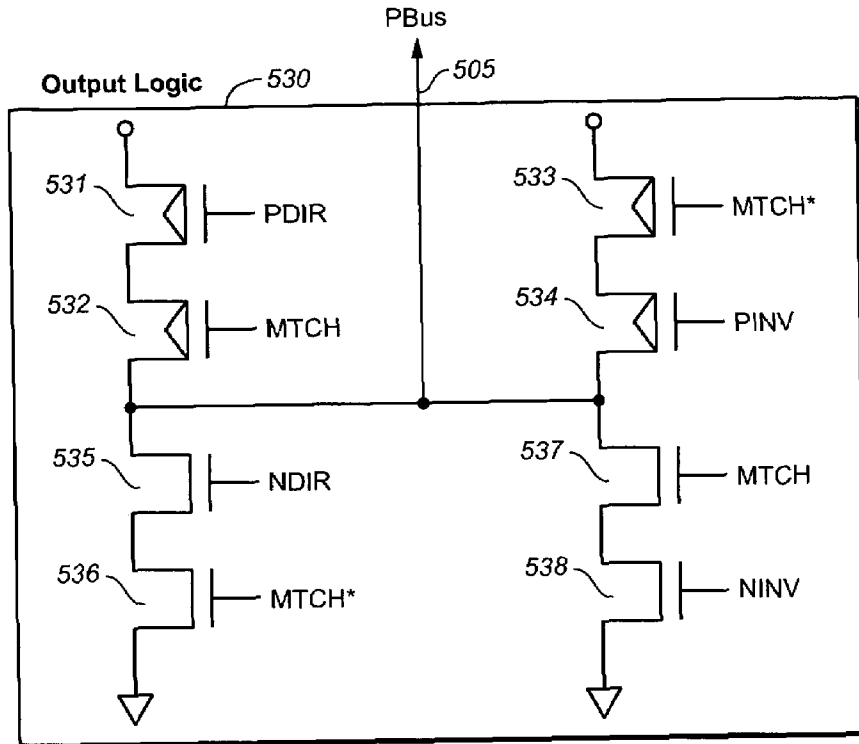 PBus
Output Logic 530 505
531 PDIR
533 MTCH*
532 MTCH
534 PINV
535 NDIR
537 MTCH
536 MTCH*
538 NINV